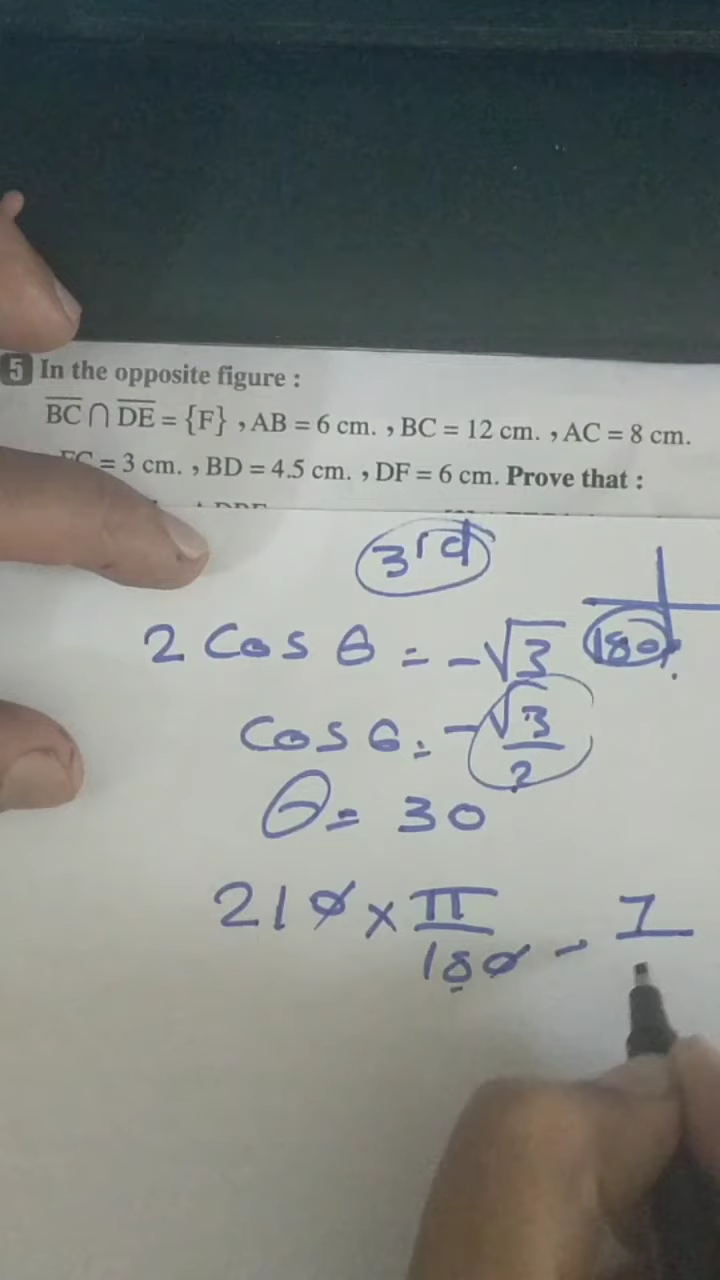 5 In the opposite figure :
BC ∩ DE = {F} , AB = 6 cm. , BC = 12 cm. , AC = 8 cm.
FC = 3 cm. , BD = 4.5 cm. , DF = 6 cm. Prove that :
3rd
2 Cos θ = -√3
180
Cos θ = -√3/2
θ = 30
210 × π/180 = 7